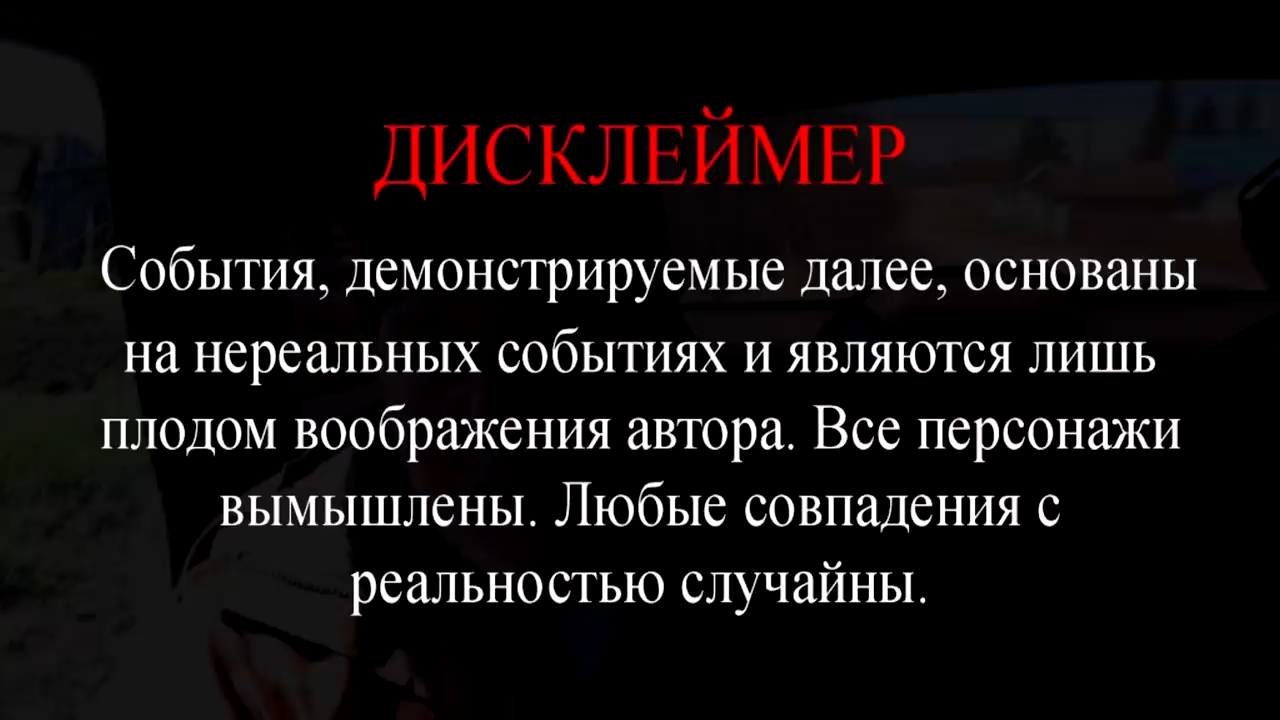 ДИСКЛЕЙМЕР
События, демонстрируемые далее, основаны
на нереальных событиях и являются лишь
плодом воображения автора. Все персонажи
вымышлены. Любые совпадения с
реальностью случайны.